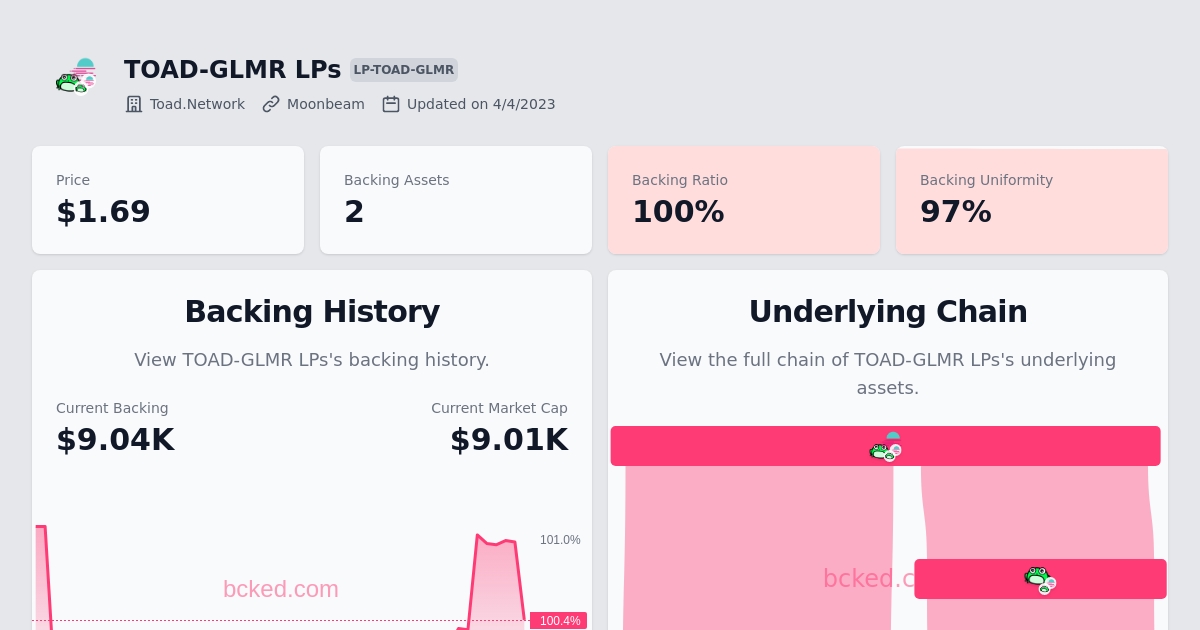 TOAD-GLMR LPs LP-TOAD-GLMR
Toad.Network Moonbeam Updated on 4/4/2023
Price
$1.69
Backing Assets
2
Backing Ratio
100%
Backing Uniformity
97%
Backing History
View TOAD-GLMR LPs's backing history.
Current Backing
$9.04K
Current Market Cap
$9.01K
101.0%
bcked.com
100.4%
Underlying Chain
View the full chain of TOAD-GLMR LPs's underlying
assets.
bcked.c